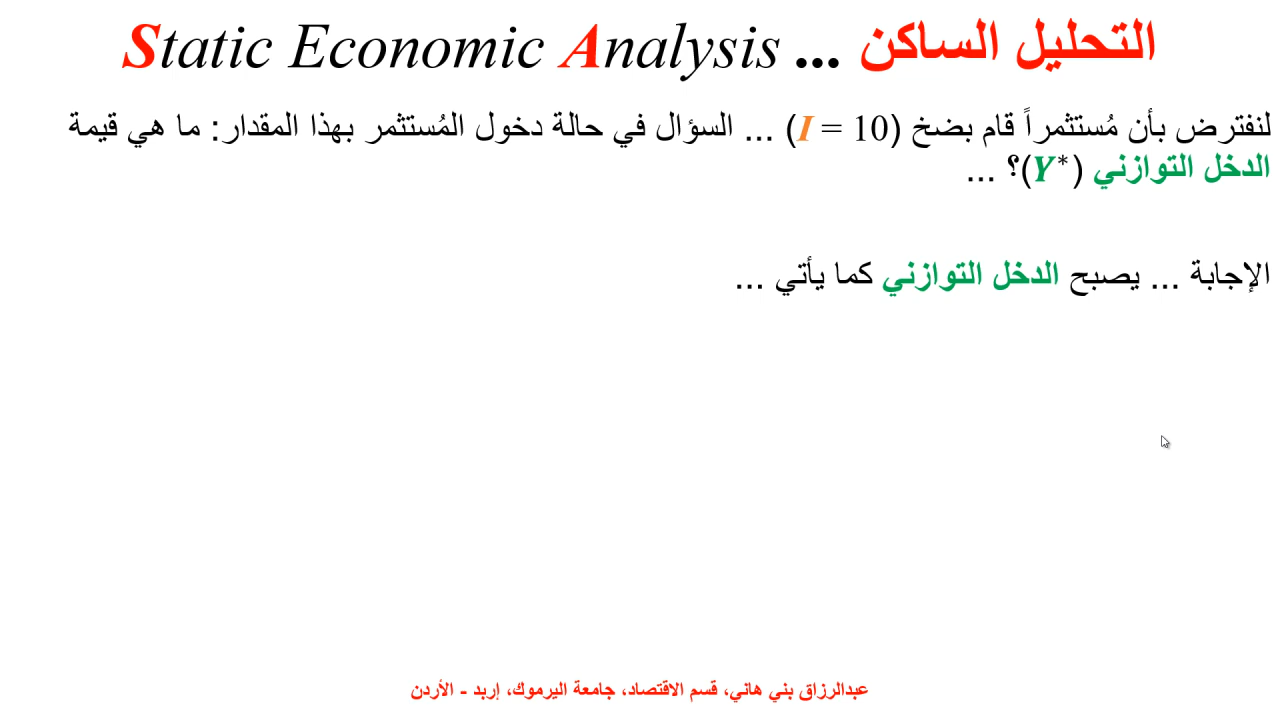 التحليل الساكن ... Static Economic Analysis
لنفترض بأن مُستثمراً قام بضخ (I = 10) ... السؤال في حالة دخول المُستثمر بهذا المقدار: ما هي قيمة
الدخل التوازني (Y*)؟ ...
الإجابة ... يصبح الدخل التوازني كما يأتي ...
عبدالرزاق بني هاني، قسم الاقتصاد، جامعة اليرموك، إربد - الأردن